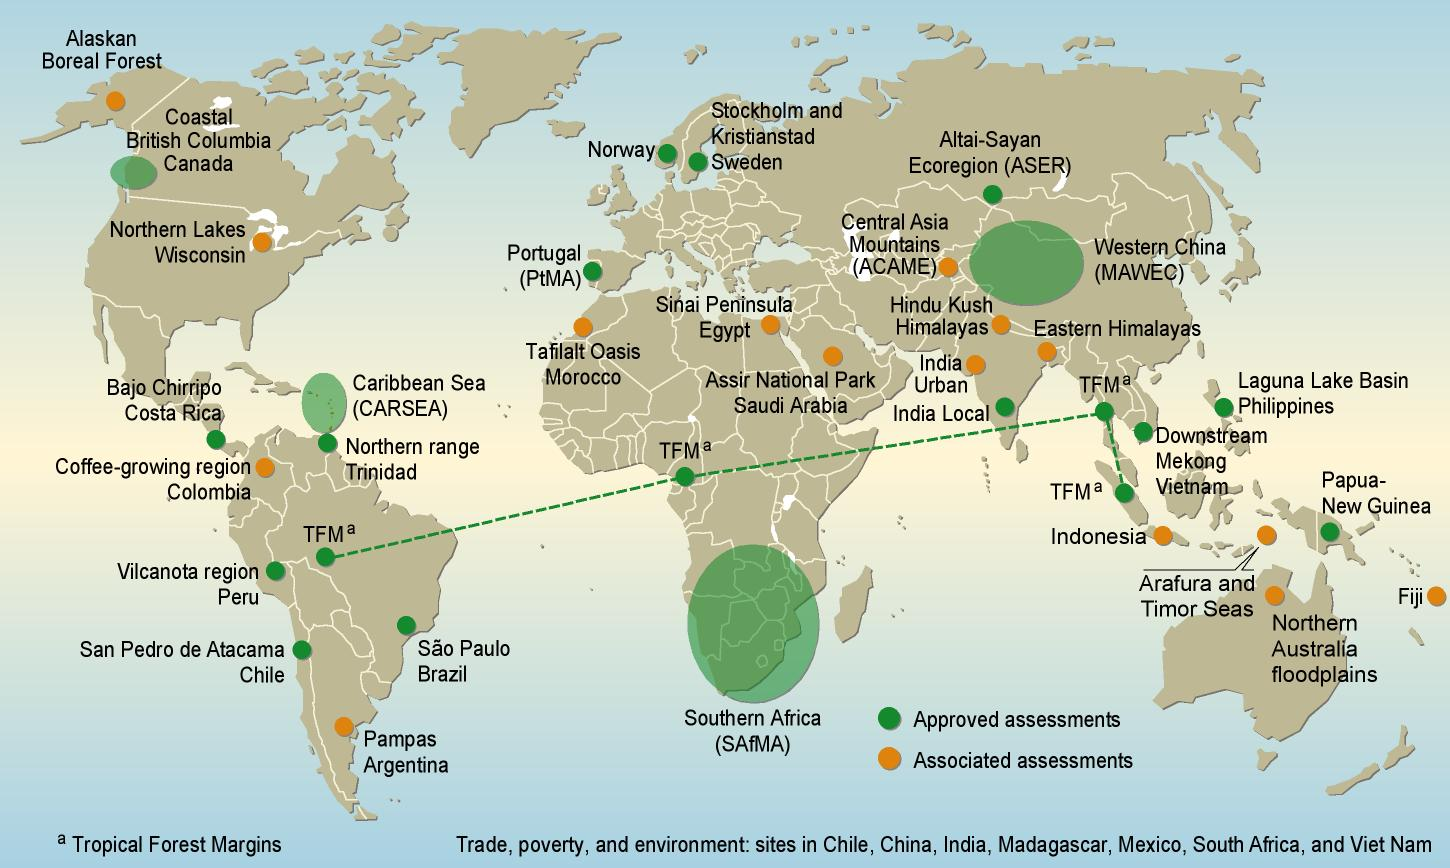 Alaskan
Boreal Forest
Coastal
British Columbia
Canada
Northern Lakes
Wisconsin
Norway
Stockholm and
Kristianstad
Sweden
Altai-Sayan
Ecoregion (ASER)
Portugal
(PtMA)
Central Asia
Mountains
(ACAME)
Western China
(MAWEC)
Sinai Peninsula
Egypt
Hindu Kush
Himalayas
Eastern Himalayas
Tafilalt Oasis
Morocco
Assir National Park
Saudi Arabia
India
Urban
India Local
TFM a
Laguna Lake Basin
Philippines
Bajo Chirripo
Costa Rica
Caribbean Sea
(CARSEA)
Northern range
Trinidad
Coffee-growing region
Colombia
TFM a
Downstream
Mekong
Vietnam
TFM a
Papua-
New Guinea
TFM a
Indonesia
Vilcanota region
Peru
Arafura and
Timor Seas
Fiji
Northern
Australia
floodplains
San Pedro de Atacama
Chile
São Paulo
Brazil
Southern Africa
(SAfMA)
Pampas
Argentina
Approved assessments
Associated assessments
a Tropical Forest Margins
Trade, poverty, and environment: sites in Chile, China, India, Madagascar, Mexico, South Africa, and Viet Nam